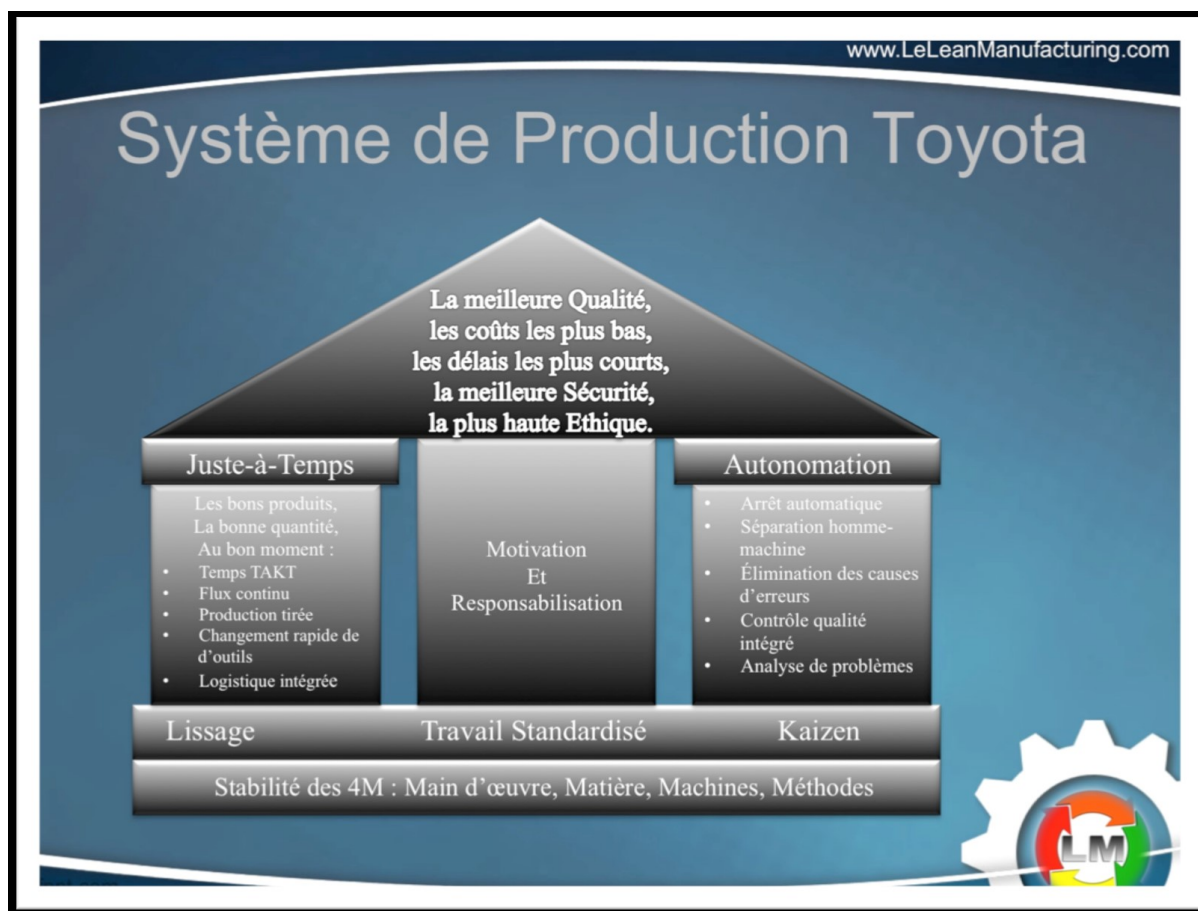 www.LeLeanManufacturing.com
Système de Production Toyota
La meilleure Qualité,
les coûts les plus bas,
les délais les plus courts,
la meilleure Sécurité,
la plus haute Ethique.
Juste-à-Temps
Les bons produits,
La bonne quantité,
Au bon moment :
• Temps TAKT
• Flux continu
• Production tirée
• Changement rapide de
d’outils
• Logistique intégrée
Motivation
Et
Responsabilisation
Autonomation
• Arrêt automatique
• Séparation homme-
machine
• Élimination des causes
d’erreurs
• Contrôle qualité
intégré
• Analyse de problèmes
Lissage
Travail Standardisé
Kaizen
Stabilité des 4M : Main d’œuvre, Matière, Machines, Méthodes
LM